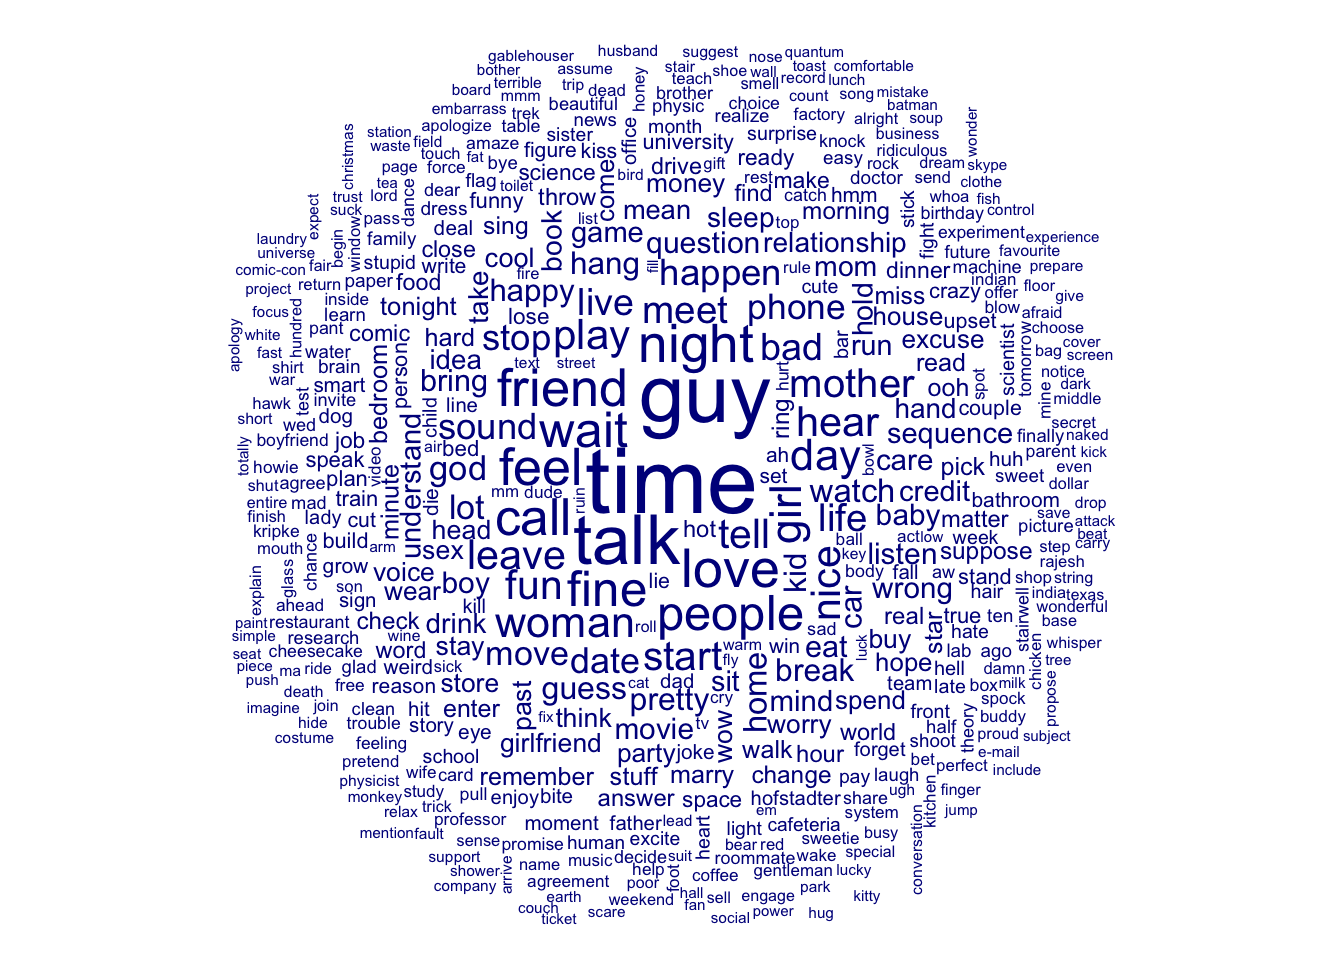 gablehouser husband suggest nose quantum
bother assume stair teach shoe wall toast comfortable
board terrible trip dead honey brother smell record lunch
embarrass mmm trek beautiful physic choice count song mistake batman
station apologize table news month realize factory alright soup
waste field amaze sister office university surprise knock business wonder
christmas page touch fat bye figure kiss drive gift ready easy rock ridiculous dream skype
tea force flag toilet science bird come money rest make catch doctor send clothe
trust lord dear funny throw find hmm whoa fish
expect suck pass dance dress list book mean sleep top morning stick birthday control
laundry begin window family deal sing game question relationship fight experiment experience
universe close cool hang fill happen rule mom dinner future favourite
comic-con fair stupid write fire cute machine prepare
project return paper food take happy live meet phone hold miss crazy indian offer floor give
inside learn tonight lose house upset blow afraid
focus hundred pant comic hard stop play night bad bar run excuse tomorrow choose
apology white water idea text street read scientist bag cover
fast shirt brain person bring friend guy hurt mother ooh spot notice screen
war smart bedroom mine dark
hawk test invite child line ring hand couple middle
short wed dog sound wait hear sequence secret
totally boyfriend job understand air bed ah bowl finally naked
howie speak video god feel time day care pick huh parent kick
shut agree plan mm dude set sweet even
entire mad train minute die lot ruin girl watch credit bathroom dollar
finish lady cut head call hot tell life baby matter save drop
kripke build arm sex talk ball actlow week picture attack
mouth chance leave key listen suppose step beat carry
grow voice boy fun fine lie love kid nice body fall aw stand shop string rajesh
explain glass son wear car wrong hair india texas
ahead sign kill people real true ten wonderful
paint restaurant check drink woman roll sad star hate stairwell base
simple research wine luck buy
seat cheesecake word stay move date start warm win eat lab ago chicken whisper
piece ma ride glad weird sick fly break hope hell damn tree
push death free reason store guess cat dad sit mind spend team late box milk propose
imagine join clean hit enter past pretty cry home spock
hide trouble story fix think movie tv wow worry world front half theory buddy
costume feeling eye girlfriend proud subject
school party joke walk hour forget shoot e-mail
pretend wife card remember stuff marry change pay laugh bet perfect include
physicist study
monkey trick pull enjoy bite answer space hofstadter share ugh kitchen finger
relax professor moment father lead em light cafeteria system jump
mention fault sense promise human excite heart bear red sweetie busy conversation
support name music decide suit roommate wake special
shower arrive help coffee gentleman lucky
company agreement poor foot hall park
earth weekend fan sell engage kitty
couch scare social power hug
ticket